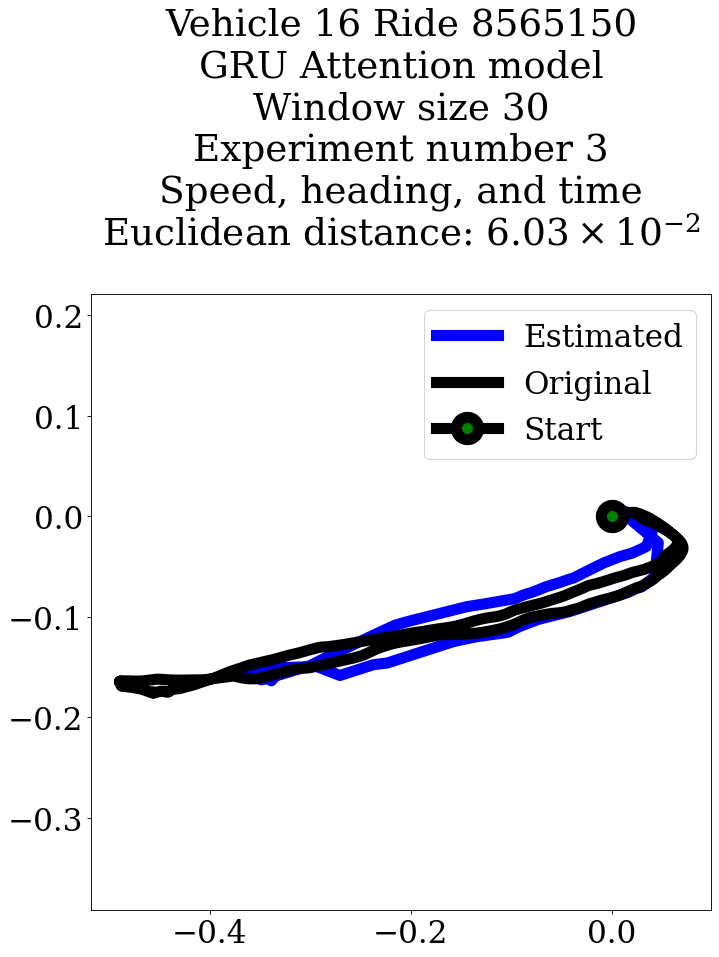 Vehicle 16 Ride 8565150
GRU Attention model
Window size 30
Experiment number 3
Speed, heading, and time
Euclidean distance: 6.03 × 10⁻²
Estimated
Original
Start
0.2
0.1
0.0
−0.1
−0.2
−0.3
−0.4
−0.2
0.0